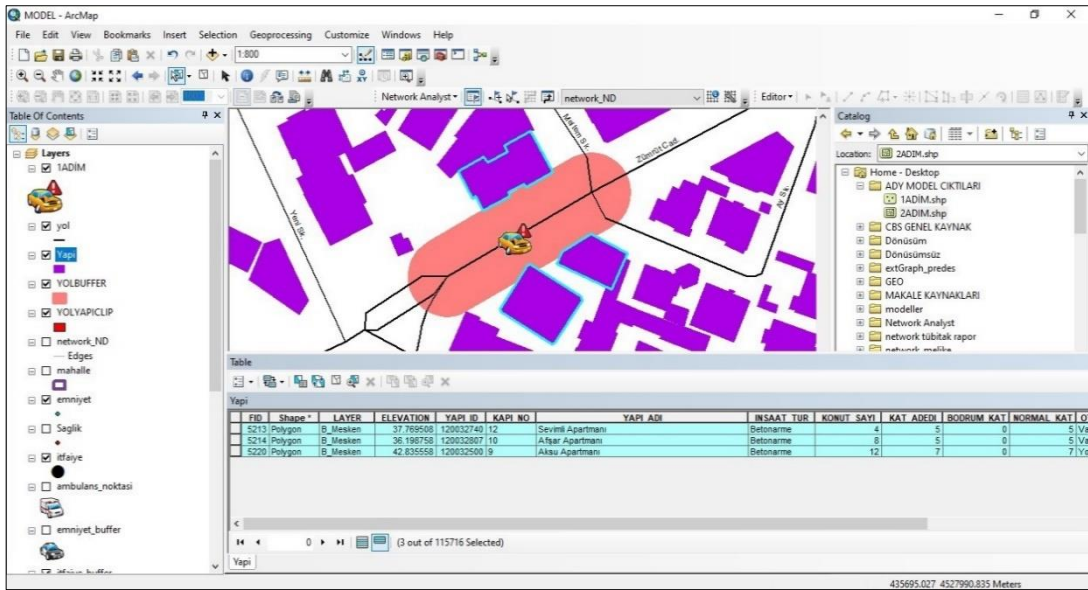 MODEL - ArcMap
File Edit View Bookmarks Insert Selection Geoprocessing Customize Windows Help
1:800
Network Analyst network_ND Editor
Table Of Contents
Layers
1ADİM
yol
Yapi
YOLBUFFER
YOLYAPICLIP
network_ND
Edges
mahalle
emniyet
Saglik
itfaiye
ambulans_noktasi
emniyet_buffer
itfaiye_buffer
Yeni Sk.
Zümrüt Cad
Ay Sk.
Catalog
Location: 2ADIM.shp
Home - Desktop
ADY MODEL CIKTILARI
1ADİM.shp
2ADIM.shp
CBS GENEL KAYNAK
Dönüsüm
Dönüsümsüz
extGraph_predes
GEO
MAKALE KAYNAKLARI
modeller
Network Analyst
network tübitak rapor
network_melike
Table
Yapi
FID Shape * LAYER ELEVATION YAPI ID KAPI NO YAPI ADI INSAAT TUR KONUT SAYI KAT ADEDI BODRUM KAT NORMAL KAT
5213 Polygon B_Mesken 37.769508 120032740 12 Sevimli Apartmanı Betonarme 4 5 0 5
5214 Polygon B_Mesken 36.198758 120032807 10 Afşar Apartmanı Betonarme 8 5 0 5
5220 Polygon B_Mesken 42.835558 120032500 9 Aksu Apartmanı Betonarme 12 7 0 7
0 (3 out of 115716 Selected)
Yapi
435695.027 4527990.835 Meters